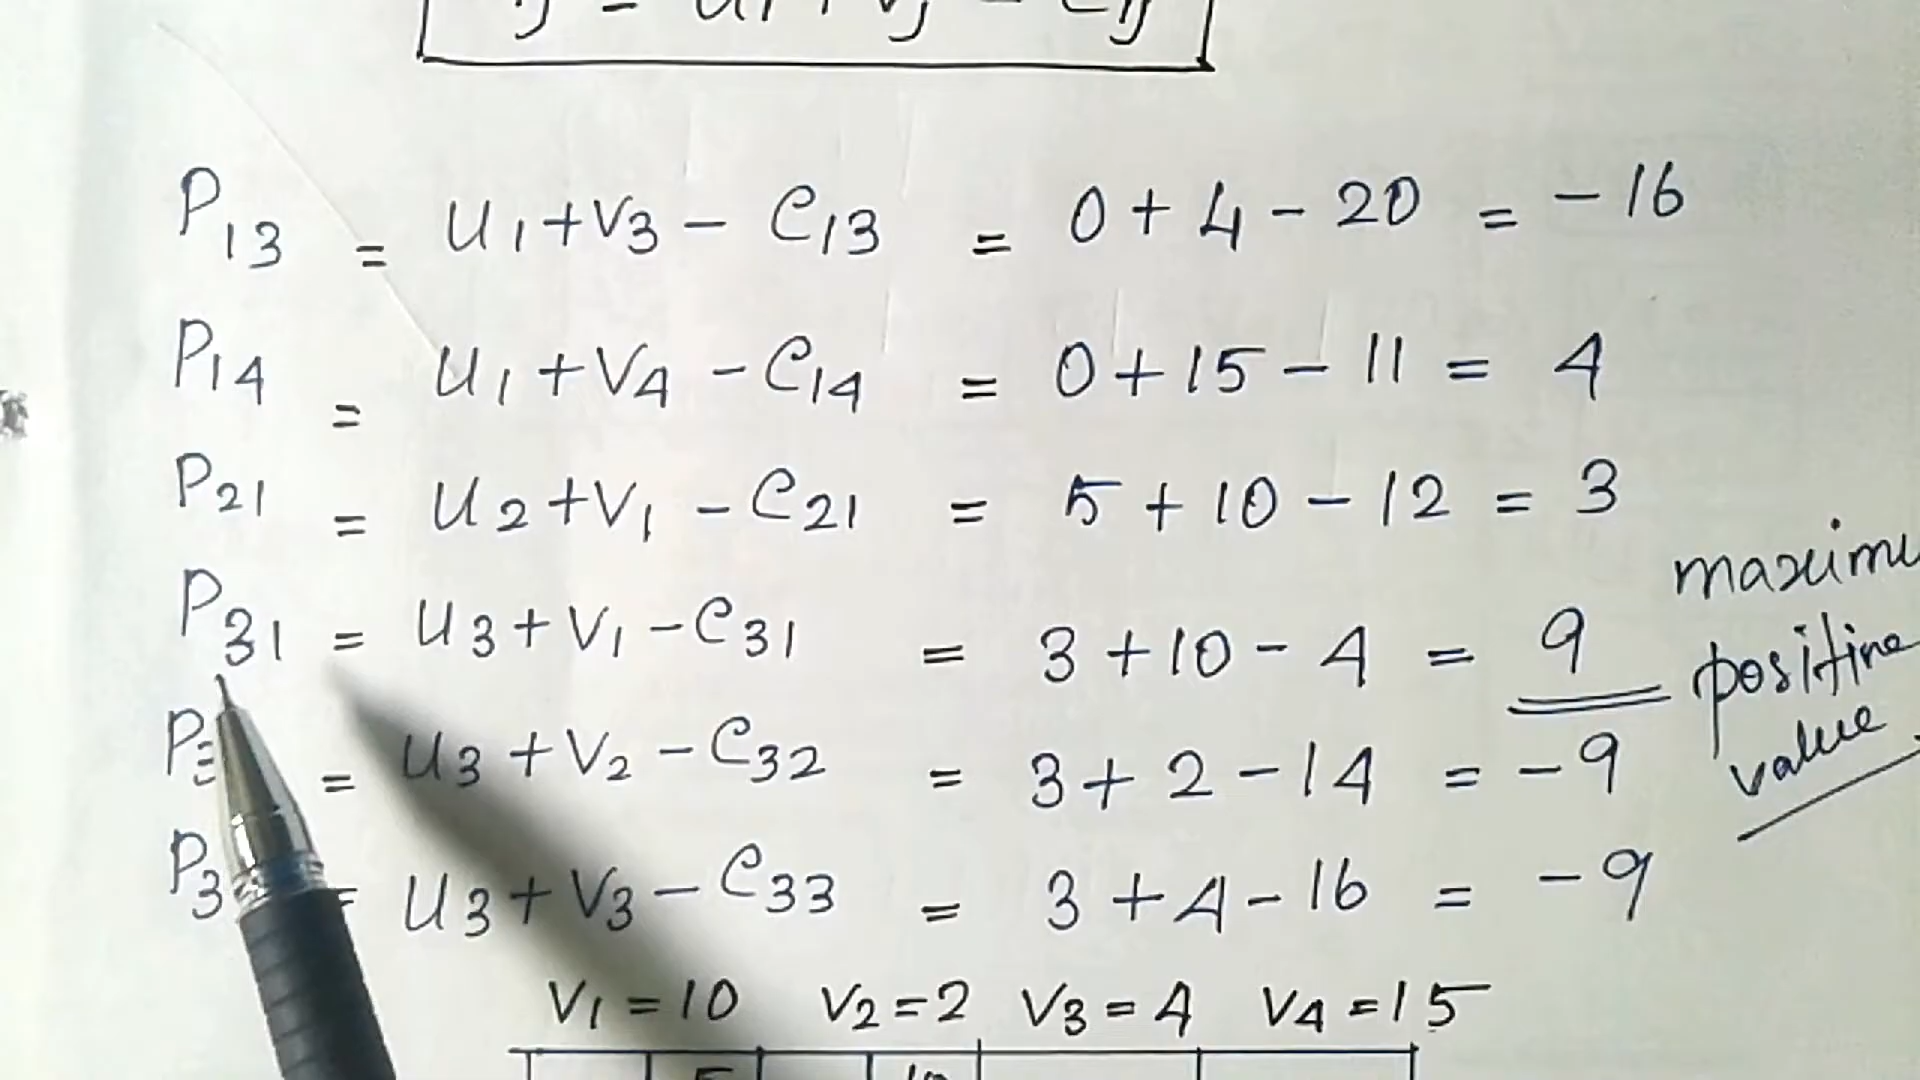 P13 = U1+V3 - C13 = 0+4-20 = -16
P14 = U1+V4 - C14 = 0+15-11 = 4
P21 = U2+V1 - C21 = 5+10-12 = 3
P31 = U3+V1 - C31 = 3+10-4 = 9
maximu
positive
value
= U3+V2 - C32 = 3+2-14 = -9
P3 = U3+V3 - C33 = 3+4-16 = -9
V1=10 V2=2 V3=4 V4=15